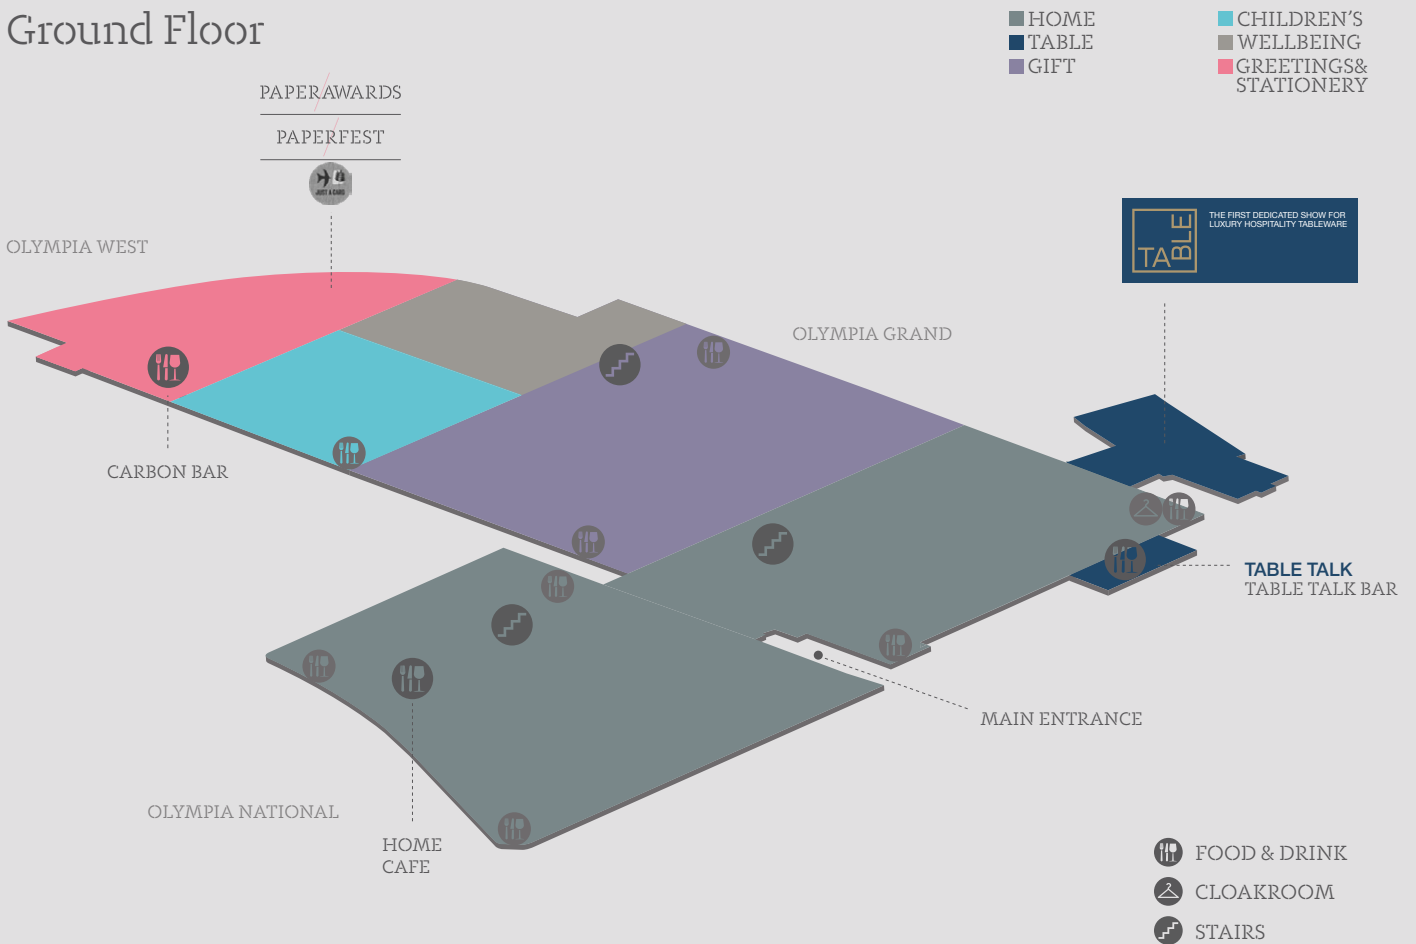 Ground Floor
HOME
TABLE
GIFT
CHILDREN'S
WELLBEING
GREETINGS&
STATIONERY
PAPERAWARDS
PAPERFEST
JUST A CARD
OLYMPIA WEST
TABLE
THE FIRST DEDICATED SHOW FOR
LUXURY HOSPITALITY TABLEWARE
OLYMPIA GRAND
CARBON BAR
TABLE TALK
TABLE TALK BAR
MAIN ENTRANCE
OLYMPIA NATIONAL
HOME
CAFE
FOOD & DRINK
CLOAKROOM
STAIRS